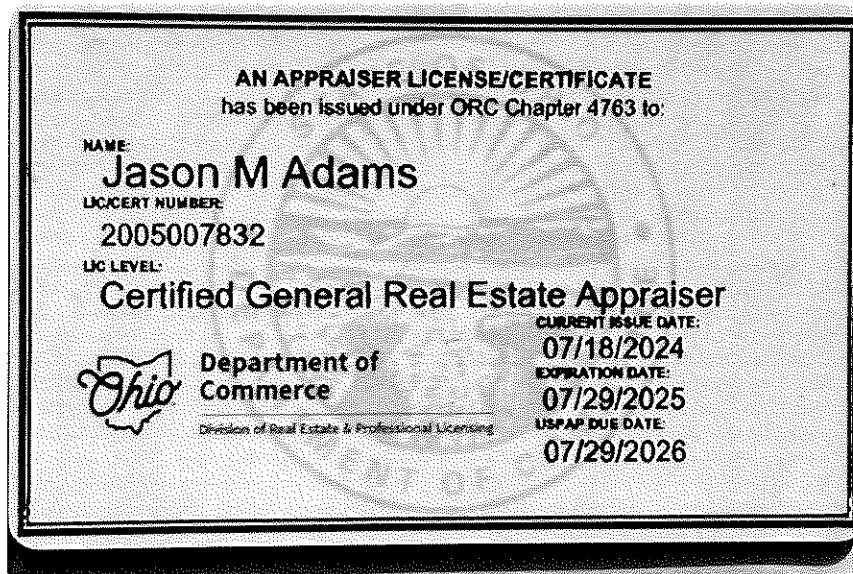 AN APPRAISER LICENSE/CERTIFICATE
has been issued under ORC Chapter 4763 to:
NAME:
Jason M Adams
LIC/CERT NUMBER:
2005007832
LIC LEVEL:
Certified General Real Estate Appraiser
CURRENT ISSUE DATE:
07/18/2024
EXPIRATION DATE:
07/29/2025
USPAP DUE DATE:
07/29/2026
Ohio
Department of
Commerce
Division of Real Estate & Professional Licensing